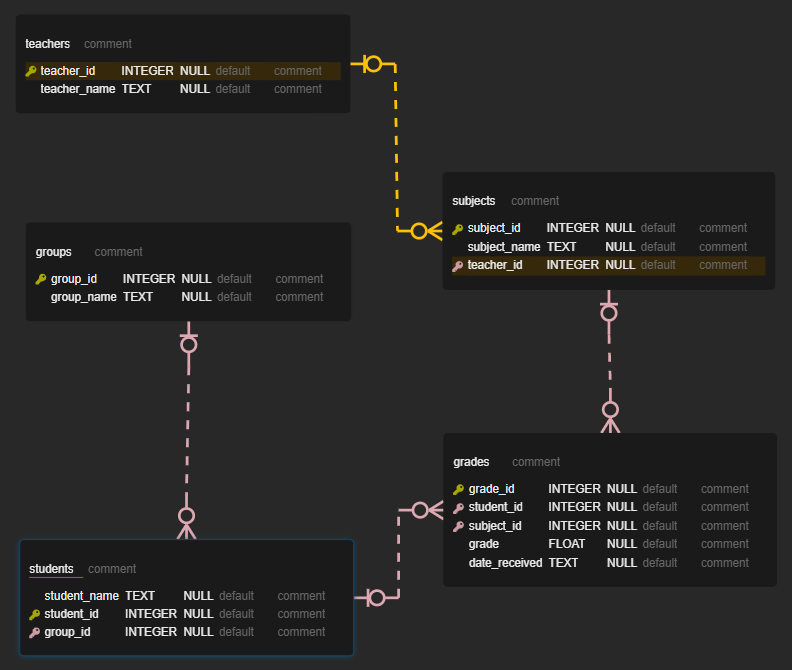 teachers comment
teacher_id INTEGER NULL default comment
teacher_name TEXT NULL default comment
subjects comment
subject_id INTEGER NULL default comment
subject_name TEXT NULL default comment
teacher_id INTEGER NULL default comment
groups comment
group_id INTEGER NULL default comment
group_name TEXT NULL default comment
grades comment
grade_id INTEGER NULL default comment
student_id INTEGER NULL default comment
subject_id INTEGER NULL default comment
grade FLOAT NULL default comment
date_received TEXT NULL default comment
students comment
student_name TEXT NULL default comment
student_id INTEGER NULL default comment
group_id INTEGER NULL default comment